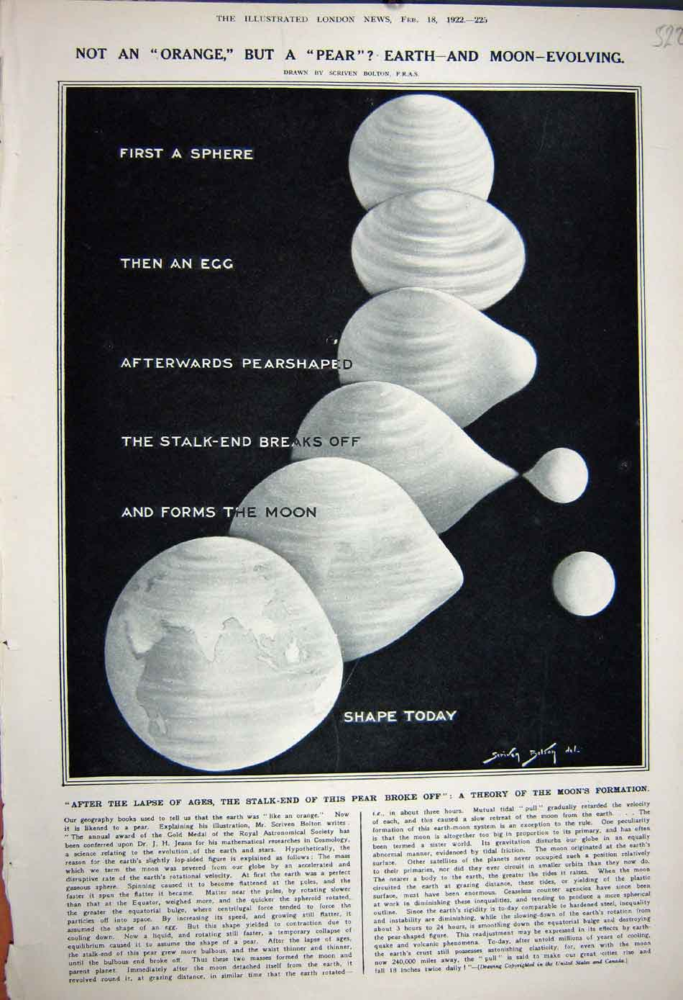 THE ILLUSTRATED LONDON NEWS, FEB. 18, 1922.—225
522
NOT AN "ORANGE," BUT A "PEAR"? EARTH—AND MOON—EVOLVING.
DRAWN BY SCRIVEN BOLTON, F.R.A.S.
FIRST A SPHERE
THEN AN EGG
AFTERWARDS PEARSHAPED
THE STALK-END BREAKS OFF
AND FORMS THE MOON
SHAPE TODAY
Scriven Bolton del.
"AFTER THE LAPSE OF AGES, THE STALK-END OF THIS PEAR BROKE OFF": A THEORY OF THE MOON'S FORMATION.
Our geography books used to tell us that the earth was "like an orange." Now
it is likened to a pear. Explaining his illustration, Mr. Scriven Bolton writes:
"The annual award of the Gold Medal of the Royal Astronomical Society has
been conferred upon Dr. J. H. Jeans for his mathematical researches in Cosmology,
a science relating to the evolution of the earth and stars. Hypothetically, the
reason for the earth's slightly lop-sided figure is explained as follows: The mass
which we term the moon was severed from our globe by an accelerated and
disruptive rate of the earth's rotational velocity. At first the earth was a perfect
gaseous sphere. Spinning caused it to become flattened at the poles, and the
faster it spun the flatter it became. Matter near the poles, by rotating slower
than that at the Equator, weighed more, and the quicker the spheroid rotated,
the greater the equatorial bulge, where centrifugal force tended to force the
particles off into space. By increasing its speed, and growing still flatter, it
assumed the shape of an egg. But this shape yielded to contraction due to
cooling down. Now a liquid, and rotating still faster, a temporary collapse of
equilibrium caused it to assume the shape of a pear. After the lapse of ages,
the stalk-end of this pear grew more bulbous, and the waist thinner and thinner,
until the bulbous end broke off. Thus these two masses formed the moon and
parent planet. Immediately after the moon detached itself from the earth, it
revolved round it, at grazing distance, in similar time that the earth rotated—
i.e., in about three hours. Mutual tidal "pull" gradually retarded the velocity
of each, and this caused a slow retreat of the moon from the earth. . . . The
formation of this earth-moon system is an exception to the rule. One peculiarity
is that the moon is altogether too big in proportion to its primary, and has often
been termed a sister world. Its gravitation disturbs our globe in an equally
abnormal manner, evidenced by tidal friction. The moon originated at the earth's
surface. Other satellites of the planets never occupied such a position relatively
to their primaries, nor did they ever circuit in smaller orbits than they now do.
The nearer a body to the earth, the greater the tides it raises. When the moon
circuited the earth at grazing distance, these tides, or yielding of the plastic
surface, must have been enormous. Ceaseless counter agencies have since been
at work in diminishing these inequalities, and tending to produce a more spherical
outline. Since the earth's rigidity is to-day comparable to hardened steel, inequality
and instability are diminishing, while the slowing-down of the earth's rotation from
about 3 hours to 24 hours, is smoothing down the equatorial bulge and destroying
the pear-shaped figure. This readjustment may be expressed in its effects by earth-
quake and volcanic phenomena. To-day, after untold millions of years of cooling,
the earth's crust still possesses astonishing elasticity, for, even with the moon
now 240,000 miles away, the "pull" is said to make our great cities rise and
fall 18 inches twice daily!"—[Drawing Copyrighted in the United States and Canada.]